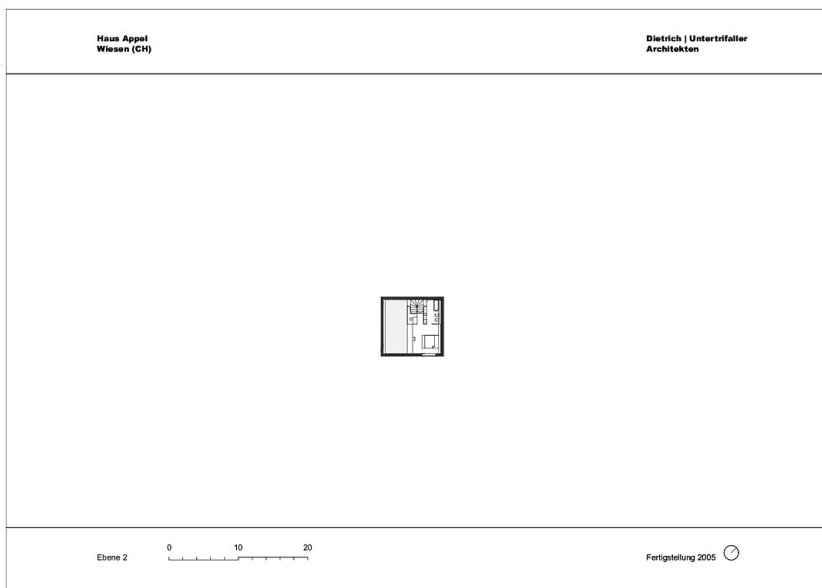 Haus Appel
Wiesen (CH)
Dietrich | Untertrifaller
Architekten
Ebene 2
0 10 20
Fertigstellung 2005